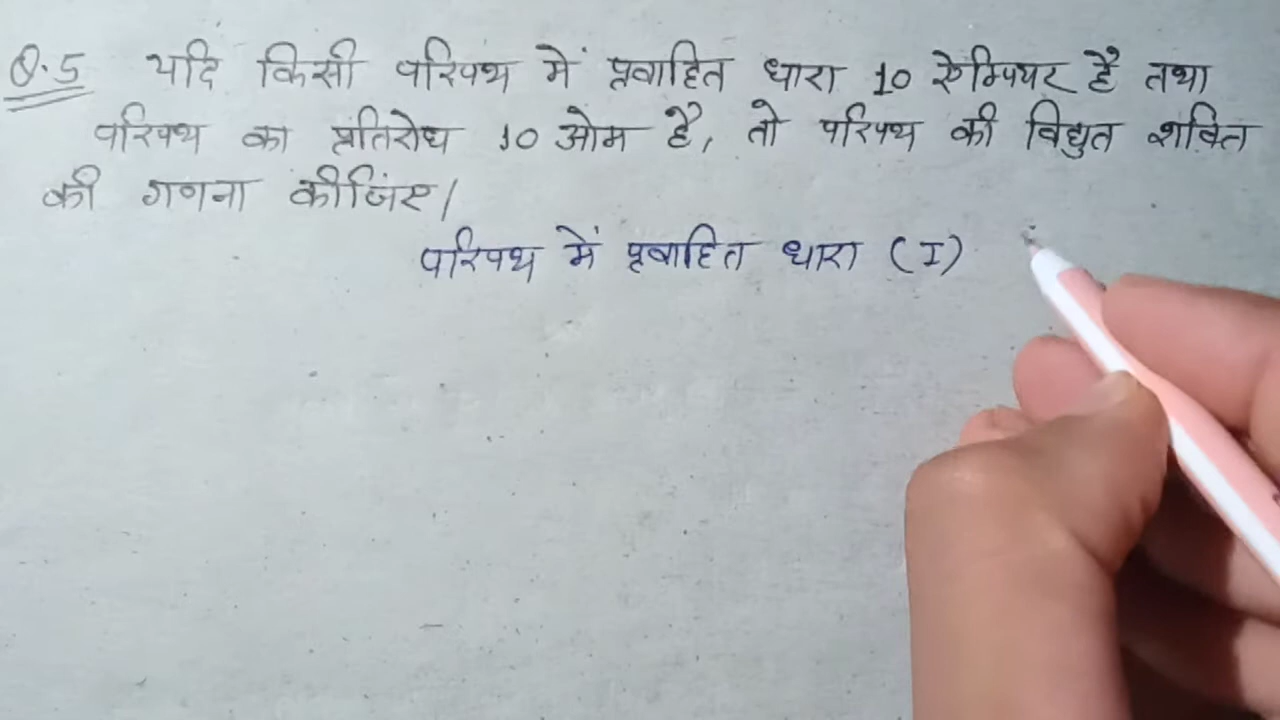 Q.5 यदि किसी परिपथ में प्रवाहित धारा 10 ऐम्पियर है तथा
परिपथ का प्रतिरोध 10 ओम है, तो परिपथ की विद्युत शक्ति
की गणना कीजिए।
परिपथ में प्रवाहित धारा (I)